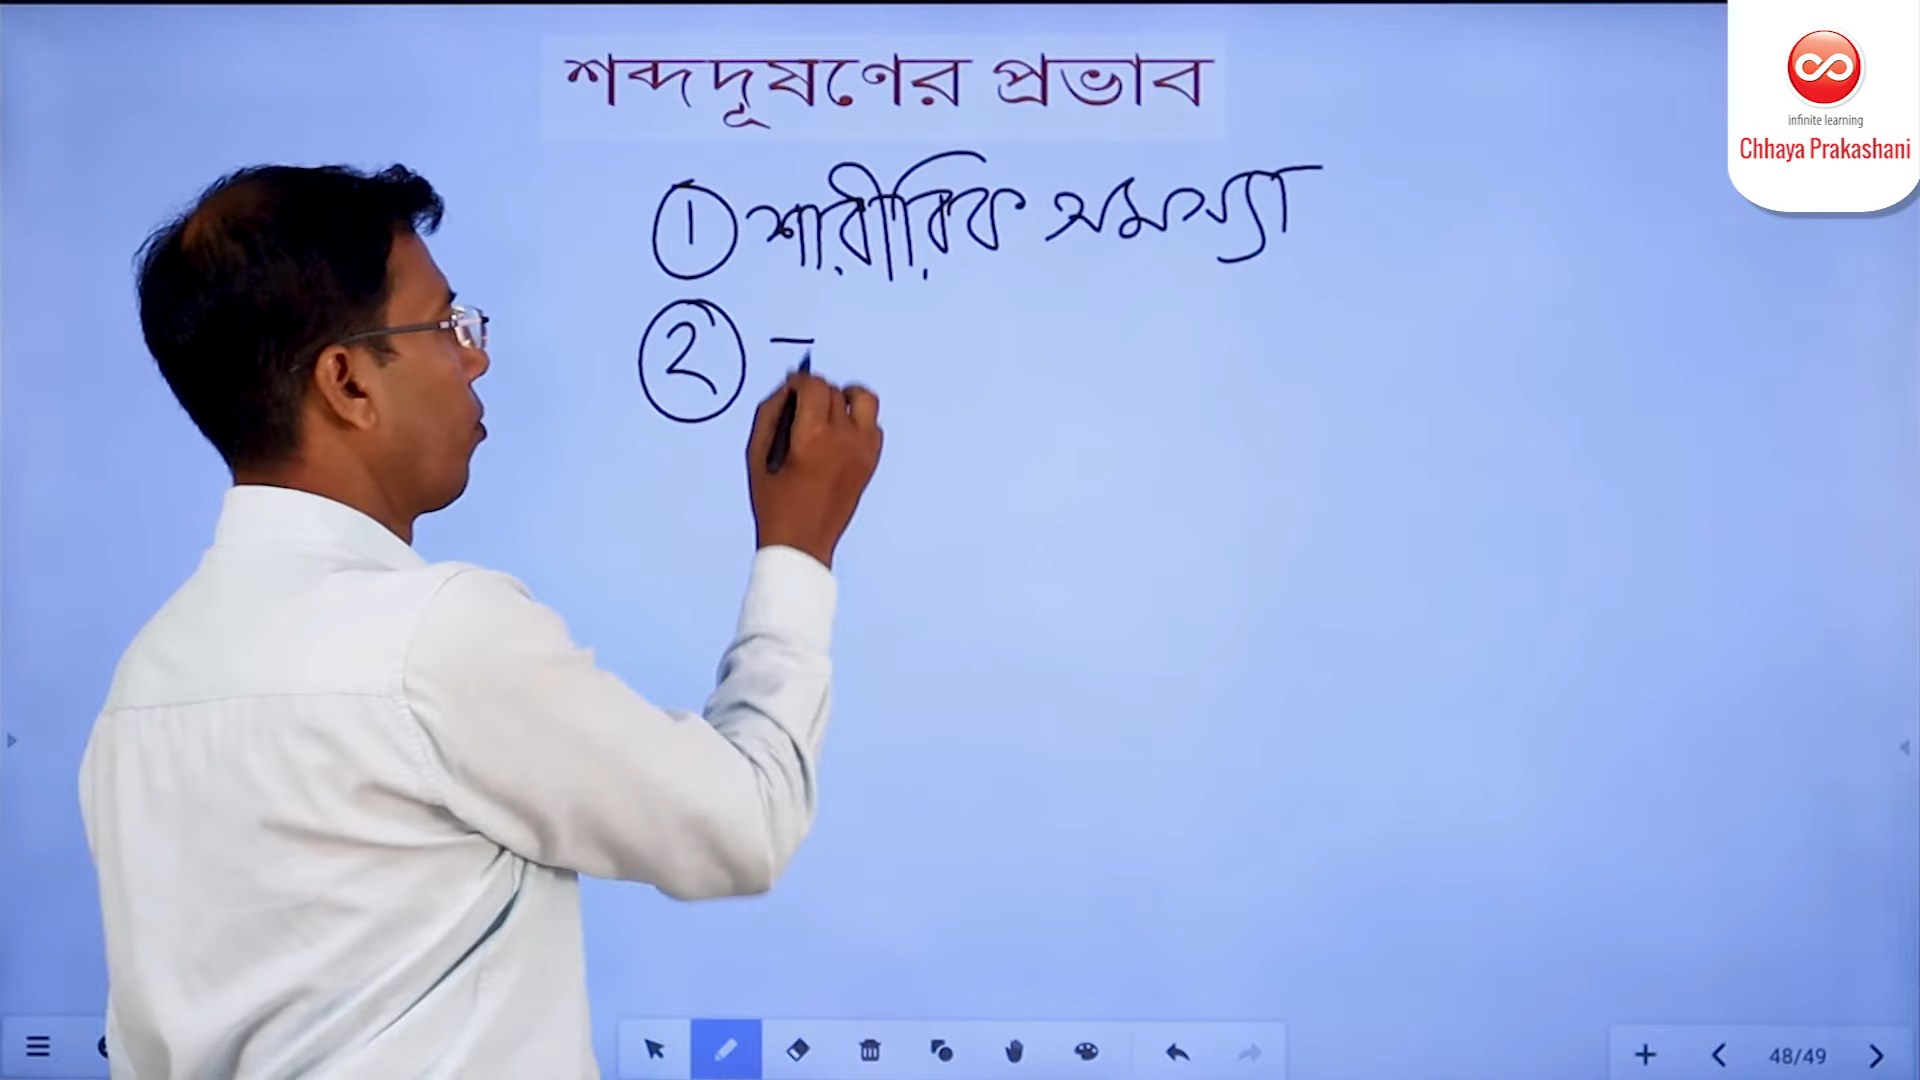 শব্দদূষণের প্রভাব
① শারীরিক সমস্যা
②
infinite learning
Chhaya Prakashani
48/49